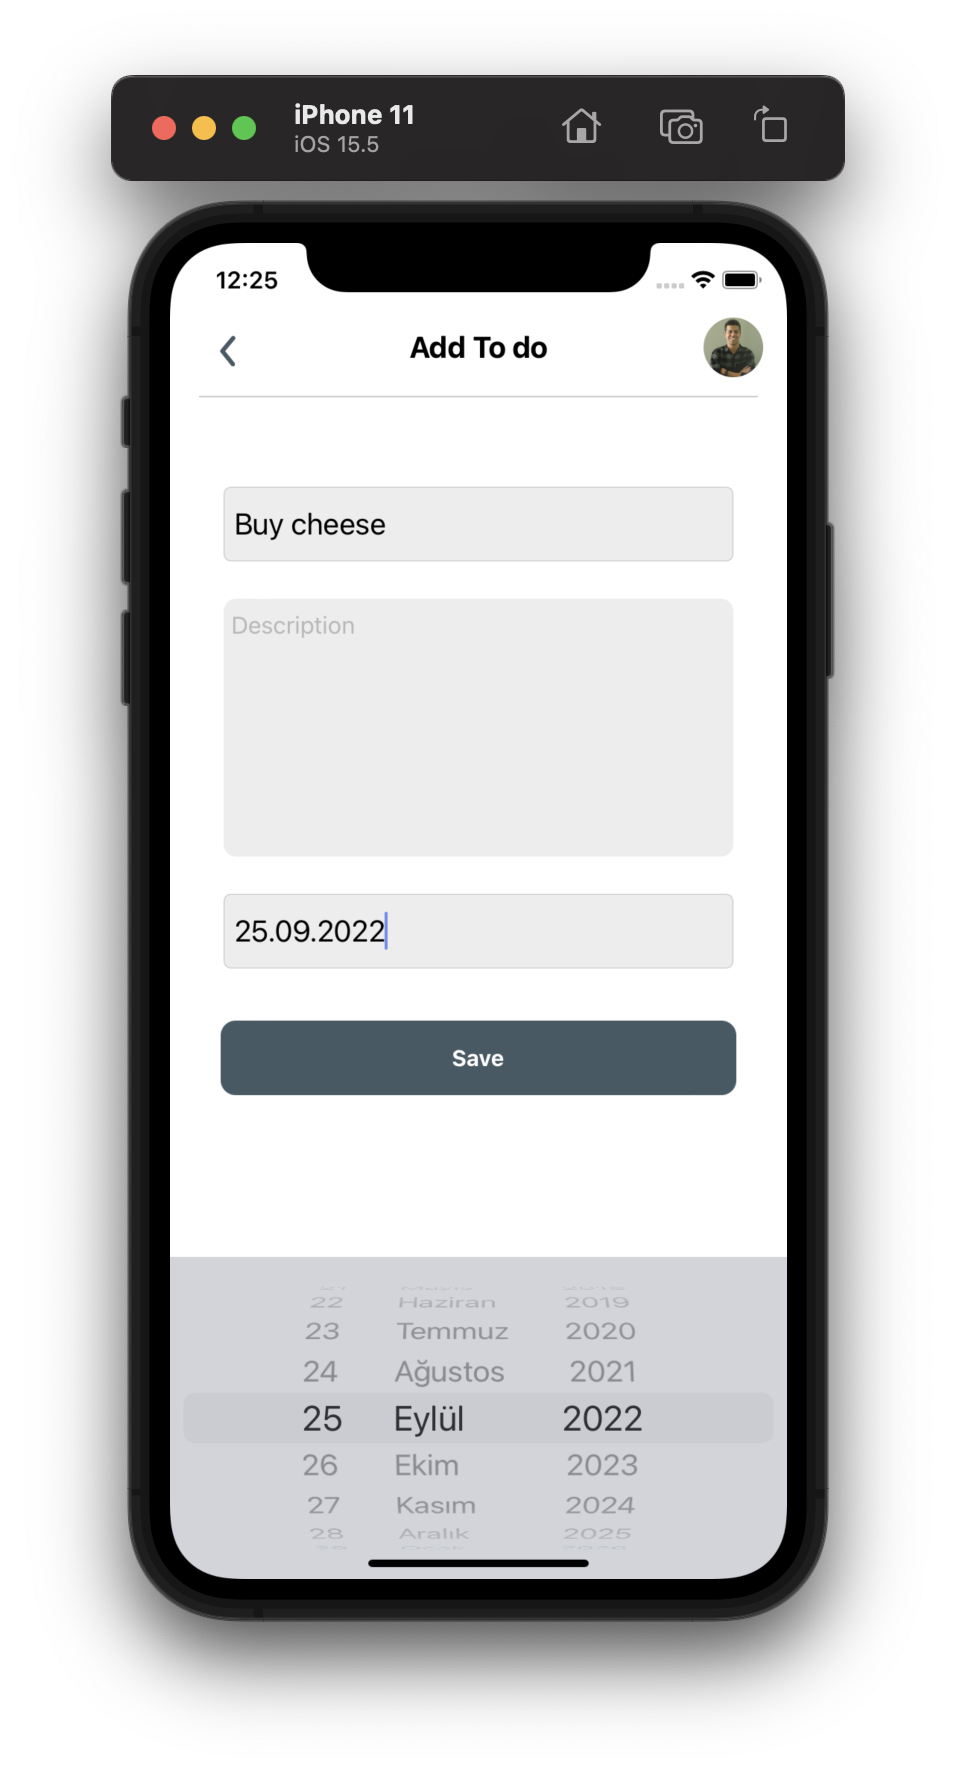 iPhone 11
iOS 15.5
12:25
Add To do
Buy cheese
Description
25.09.2022
Save
22 Haziran 2019
23 Temmuz 2020
24 Ağustos 2021
25 Eylül 2022
26 Ekim 2023
27 Kasım 2024
28 Aralık 2025